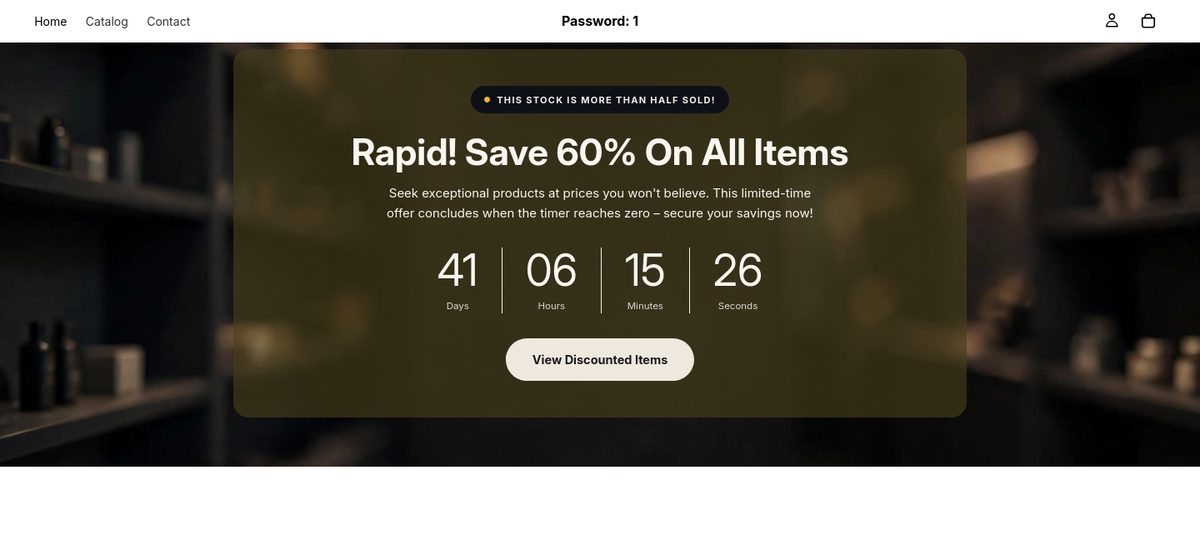 Home Catalog Contact Password: 1
THIS STOCK IS MORE THAN HALF SOLD!
Rapid! Save 60% On All Items
Seek exceptional products at prices you won't believe. This limited-time
offer concludes when the timer reaches zero – secure your savings now!
41 06 15 26
Days Hours Minutes Seconds
View Discounted Items